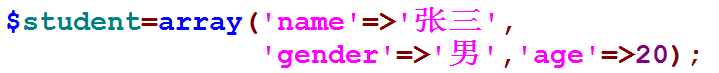 $student=array('name'=>'张三',
'gender'=>'男','age'=>20);